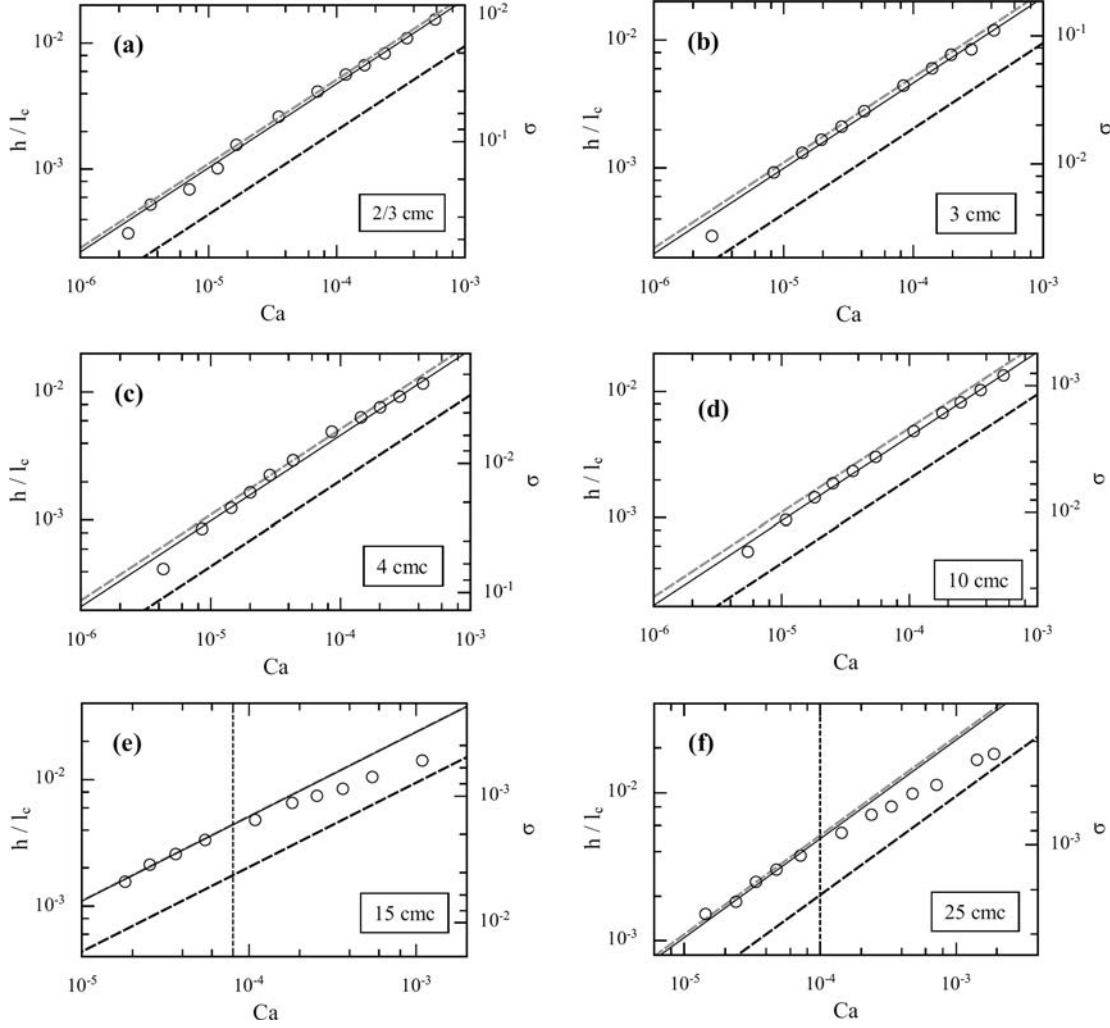 10⁻²
(a)
10⁻²
h / l_c
10⁻¹
σ
10⁻³
2/3 cmc
10⁻⁶ 10⁻⁵ 10⁻⁴ 10⁻³
Ca
(b)
10⁻²
10⁻¹
h / l_c
σ
10⁻³
10⁻²
3 cmc
10⁻⁶ 10⁻⁵ 10⁻⁴ 10⁻³
Ca
(c)
10⁻²
h / l_c
10⁻²
σ
10⁻³
4 cmc
10⁻¹
10⁻⁶ 10⁻⁵ 10⁻⁴ 10⁻³
Ca
(d)
10⁻²
10⁻³
h / l_c
σ
10⁻³
10⁻²
10 cmc
10⁻⁶ 10⁻⁵ 10⁻⁴ 10⁻³
Ca
(e)
10⁻²
10⁻³
h / l_c
σ
10⁻³
15 cmc
10⁻²
10⁻⁵ 10⁻⁴ 10⁻³
Ca
(f)
10⁻²
h / l_c
10⁻³
σ
25 cmc
10⁻³
10⁻⁵ 10⁻⁴ 10⁻³
Ca